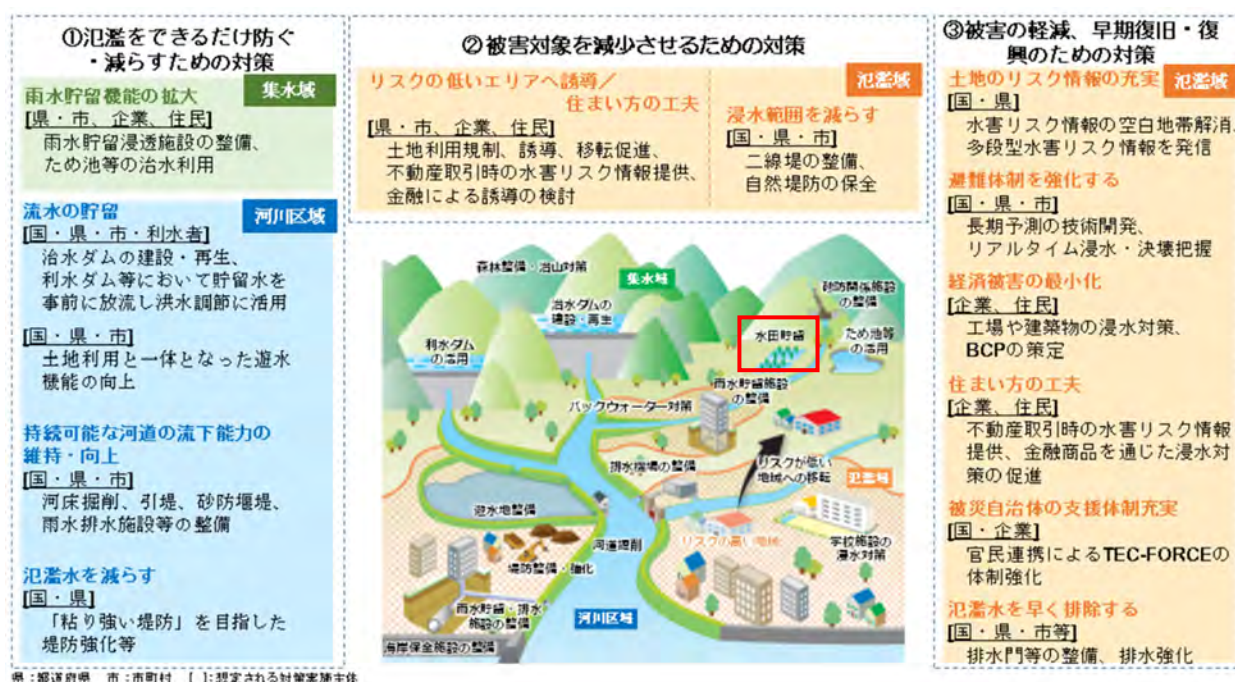 ①氾濫をできるだけ防ぐ
・減らすための対策
集水域
雨水貯留機能の拡大
[県・市、企業、住民]
雨水貯留浸透施設の整備、
ため池等の治水利用
河川区域
流水の貯留
[国・県・市・利水者]
治水ダムの建設・再生、
利水ダム等において貯留水を
事前に放流し洪水調節に活用
[国・県・市]
土地利用と一体となった遊水
機能の向上
持続可能な河道の流下能力の
維持・向上
[国・県・市]
河床掘削、引堤、砂防堰堤、
雨水排水施設等の整備
氾濫水を減らす
[国・県]
「粘り強い堤防」を目指した
堤防強化等
県:都道府県 市:市町村 [ ]:想定される対策実施主体
②被害対象を減少させるための対策
リスクの低いエリアへ誘導/
住まい方の工夫
[県・市、企業、住民]
土地利用規制、誘導、移転促進、
不動産取引時の水害リスク情報提供、
金融による誘導の検討
氾濫域
浸水範囲を減らす
[国・県・市]
二線堤の整備、
自然堤防の保全
森林整備・治山対策
集水域
砂防関係施設
の整備
治水ダムの
建設・再生
水田貯留
ため池等
の活用
利水ダム
の活用
雨水貯留施設
の整備
バックウォーター対策
排水機場の整備
リスクが低い
地域への移転
氾濫域
遊水地整備
河道掘削
リスクの高い地域
学校施設の
浸水対策
堤防整備・強化
雨水貯留・排水
施設の整備
河川区域
海岸保全施設の整備
③被害の軽減、早期復旧・復
興のための対策
土地のリスク情報の充実
氾濫域
[国・県]
水害リスク情報の空白地帯解消、
多段型水害リスク情報を発信
避難体制を強化する
[国・県・市]
長期予測の技術開発、
リアルタイム浸水・決壊把握
経済被害の最小化
[企業、住民]
工場や建築物の浸水対策、
BCPの策定
住まい方の工夫
[企業、住民]
不動産取引時の水害リスク情報
提供、金融商品を通じた浸水対
策の促進
被災自治体の支援体制充実
[国・企業]
官民連携によるTEC-FORCEの
体制強化
氾濫水を早く排除する
[国・県・市等]
排水門等の整備、排水強化